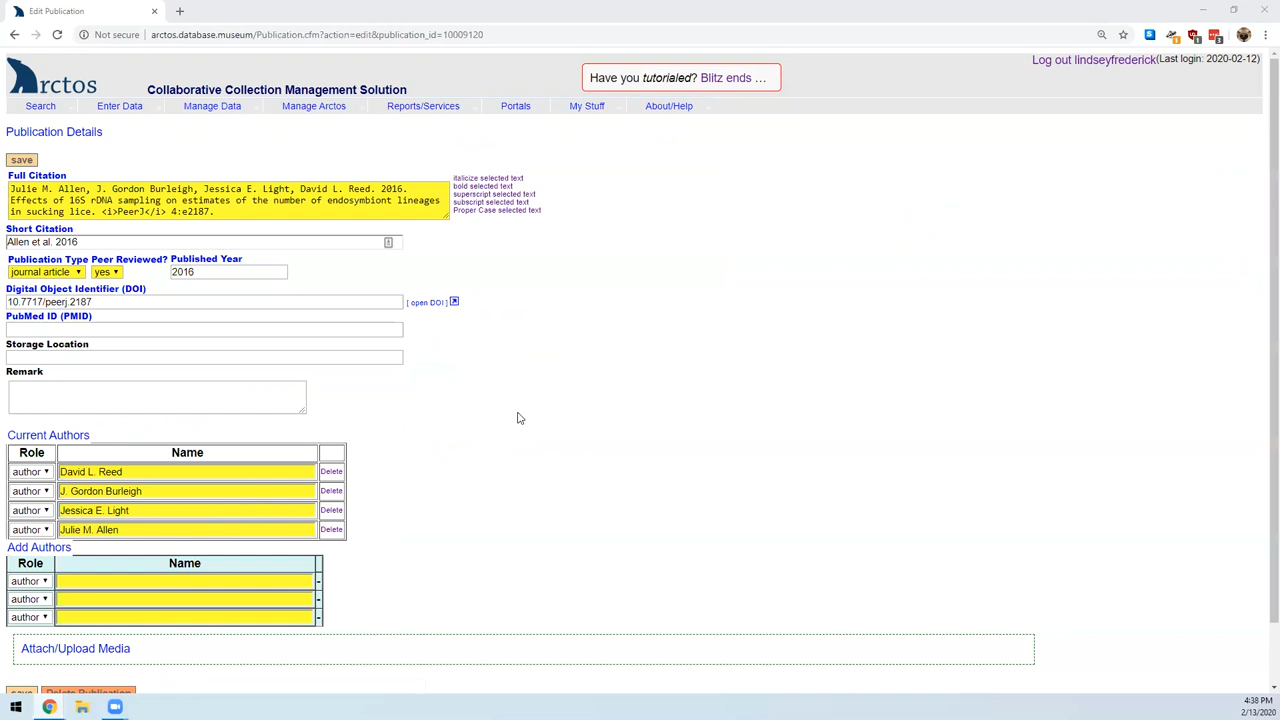 Edit Publication
Not secure | arctos.database.museum/Publication.cfm?action=edit&publication_id=10009120
Arctos
Collaborative Collection Management Solution
Have you tutorialed? Blitz ends …
Log out lindseyfrederick(Last login: 2020-02-12)
Search Enter Data Manage Data Manage Arctos Reports/Services Portals My Stuff About/Help
Publication Details
save
Full Citation
Julie M. Allen, J. Gordon Burleigh, Jessica E. Light, David L. Reed. 2016.
Effects of 16S rDNA sampling on estimates of the number of endosymbiont lineages
in sucking lice. <i>PeerJ</i> 4:e2187.
italicize selected text
bold selected text
superscript selected text
subscript selected text
Proper Case selected text
Short Citation
Allen et al. 2016
Publication Type Peer Reviewed? Published Year
journal article yes 2016
Digital Object Identifier (DOI)
10.7717/peerj.2187 [ open DOI ]
PubMed ID (PMID)
Storage Location
Remark
Current Authors
Role Name
author David L. Reed Delete
author J. Gordon Burleigh Delete
author Jessica E. Light Delete
author Julie M. Allen Delete
Add Authors
Role Name
author -
author -
author -
Attach/Upload Media
save Delete Publication
4:38 PM
2/13/2020